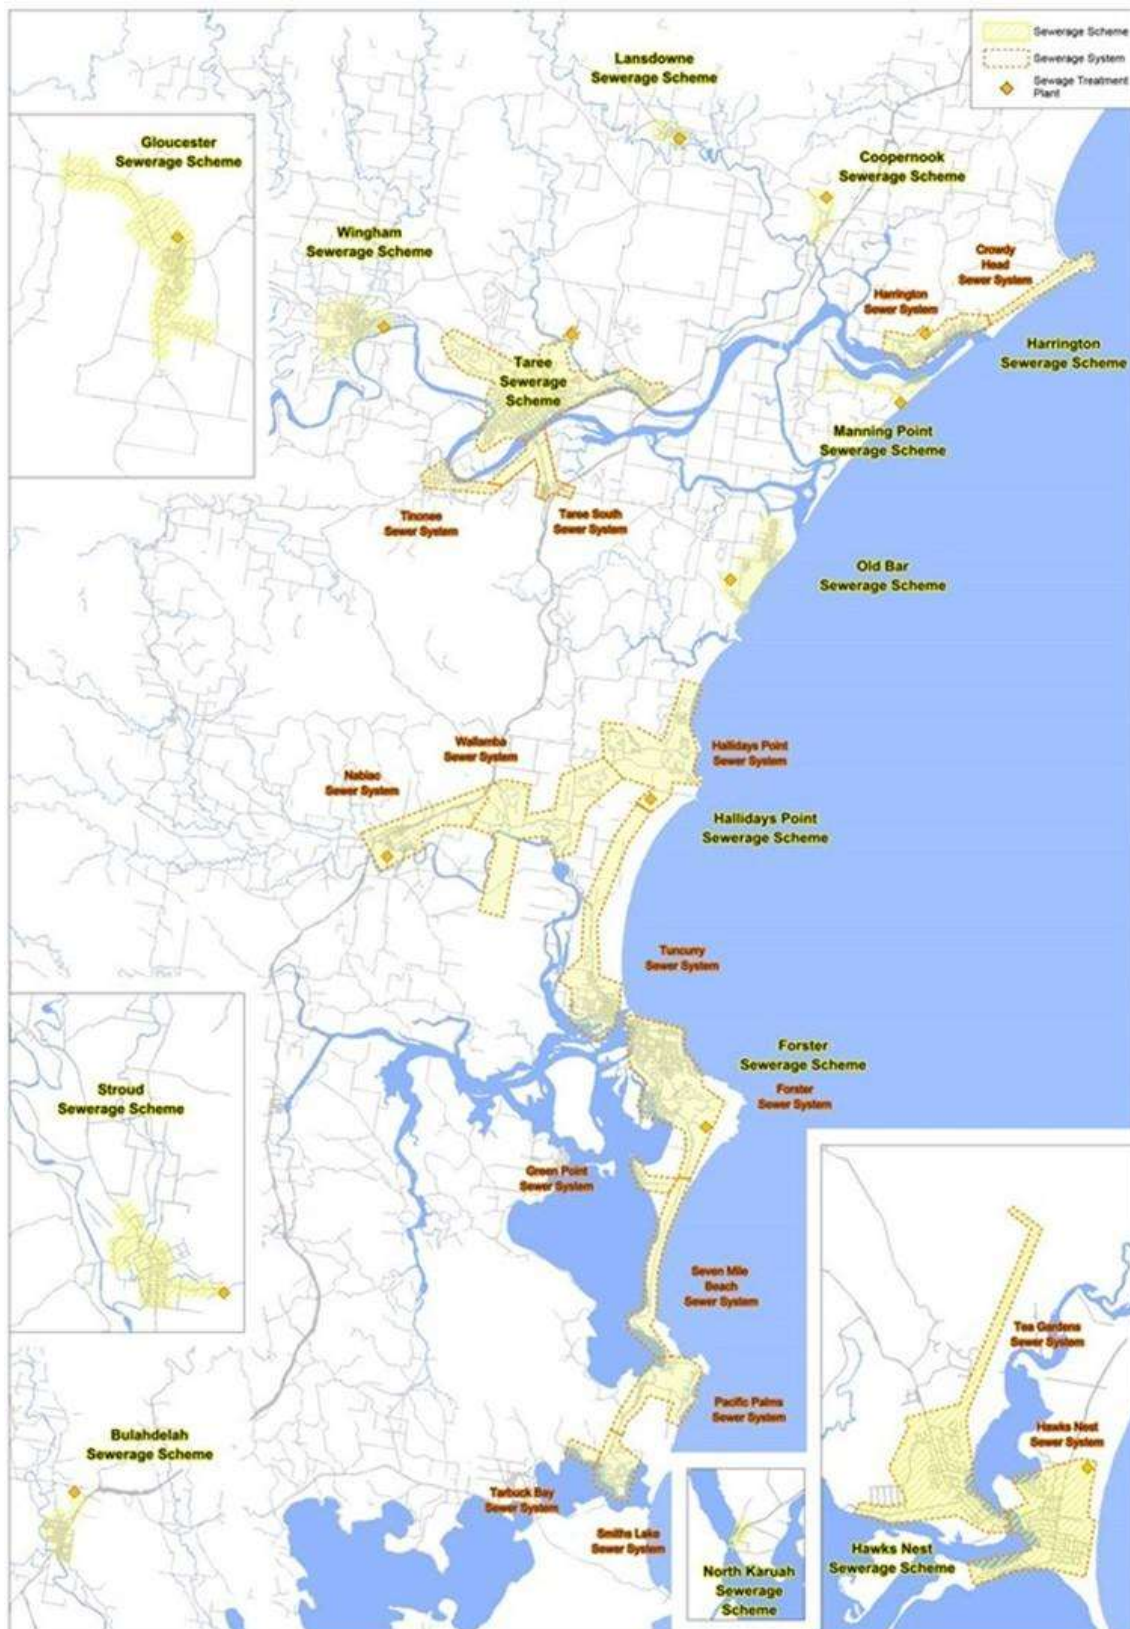 Sewerage Scheme
Sewerage System
Sewage Treatment
Plant
Lansdowne
Sewerage Scheme
Gloucester
Sewerage Scheme
Coopernook
Sewerage Scheme
Wingham
Sewerage Scheme
Crowdy
Head
Sewer System
Harrington
Sewer System
Harrington
Sewerage Scheme
Taree
Sewerage
Scheme
Manning Point
Sewerage Scheme
Tinonee
Sewer System
Taree South
Sewer System
Old Bar
Sewerage Scheme
Wallamba
Sewer System
Hallidays Point
Sewer System
Nabiac
Sewer System
Hallidays Point
Sewerage Scheme
Tuncurry
Sewer System
Forster
Sewerage Scheme
Forster
Sewer System
Stroud
Sewerage Scheme
Green Point
Sewer System
Seven Mile
Beach
Sewer System
Tea Gardens
Sewer System
Pacific Palms
Sewer System
Hawks Nest
Sewer System
Bulahdelah
Sewerage Scheme
Tarbuck Bay
Sewer System
Smiths Lake
Sewer System
Hawks Nest
Sewerage Scheme
North Karuah
Sewerage
Scheme